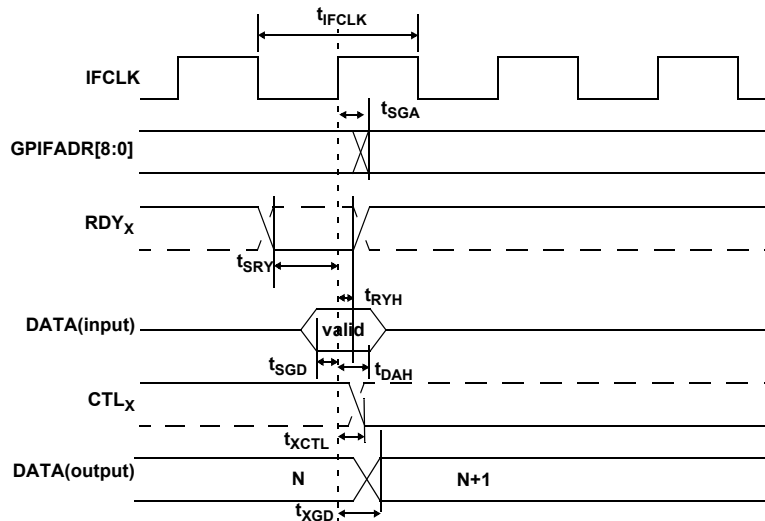 tIFCLK
IFCLK
tSGA
GPIFADR[8:0]
RDYX
tSRY
tRYH
DATA(input)
valid
tSGD
tDAH
CTLX
tXCTL
DATA(output)
N
N+1
tXGD